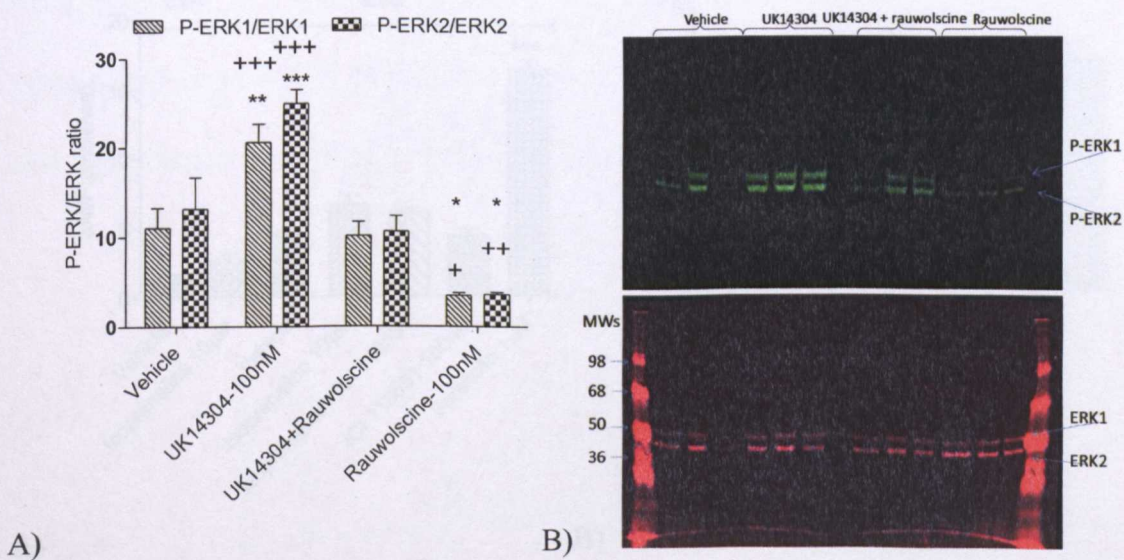 P-ERK1/ERK1 P-ERK2/ERK2
P-ERK/ERK ratio
30
20
10
0
+++ +++
** ***
* *
+ ++
Vehicle
UK14304-100nM
UK14304+Rauwolscine
Rauwolscine-100nM
A)
Vehicle UK14304 UK14304 + rauwolscine Rauwolscine
P-ERK1
P-ERK2
MWs
98
68
50
36
ERK1
ERK2
B)